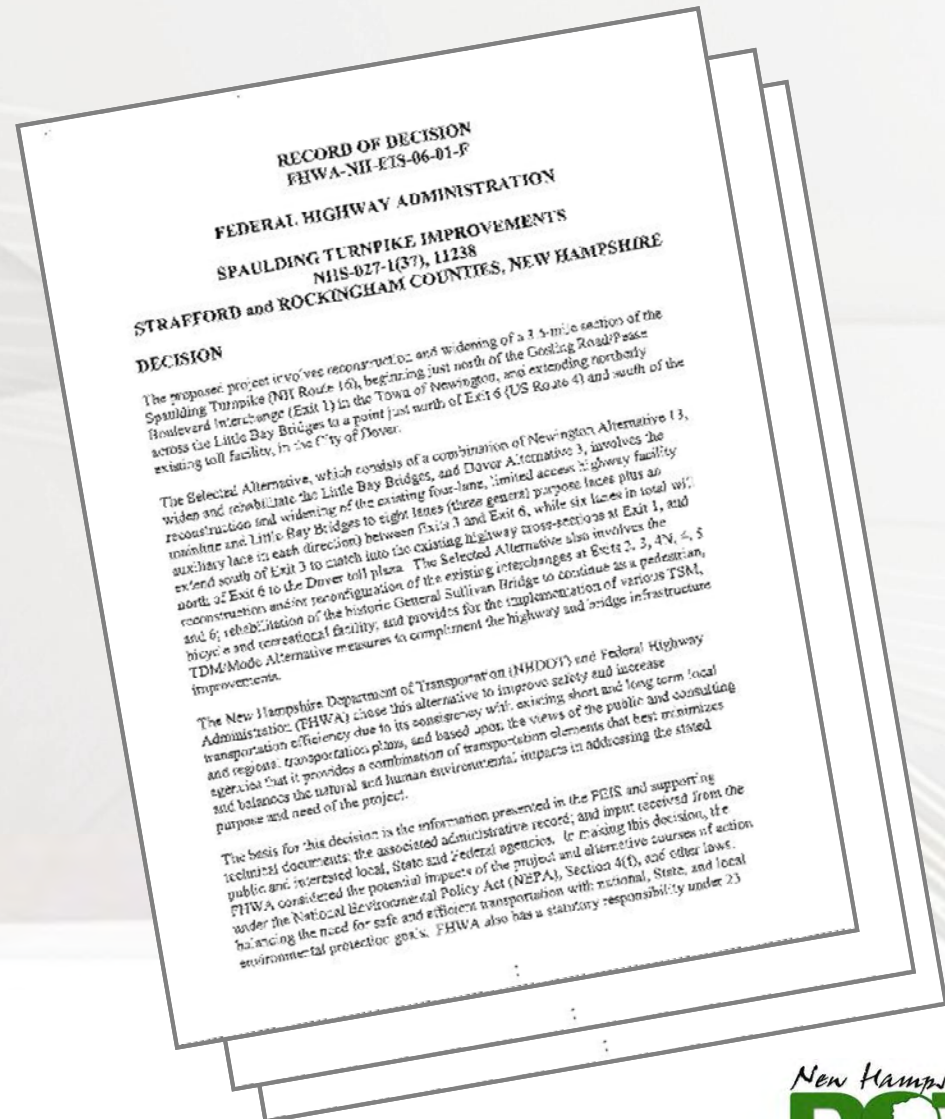 RECORD OF DECISION
FHWA-NH-EIS-06-01-F
FEDERAL HIGHWAY ADMINISTRATION
SPAULDING TURNPIKE IMPROVEMENTS
NHS-027-1(37), 11238
STRAFFORD and ROCKINGHAM COUNTIES, NEW HAMPSHIRE
DECISION
The proposed project involves reconstruction and widening of a 3.5-mile section of the
Spaulding Turnpike (NH Route 16), beginning just north of the Gosling Road/Pease
Boulevard Interchange (Exit 1) in the Town of Newington, and extending northerly
across the Little Bay Bridges to a point just north of Exit 6 (US Route 4) and south of the
existing toll facility, in the City of Dover.
The Selected Alternative, which consists of a combination of Newington Alternative 13,
widen and rehabilitate the Little Bay Bridges, and Dover Alternative 3, involves the
reconstruction and widening of the existing four-lane, limited access highway facility
mainline and Little Bay Bridges to eight lanes (three general purpose lanes plus an
auxiliary lane in each direction) between Exits 3 and Exit 6, while six lanes in total will
extend south of Exit 3 to match into the existing highway cross-sections at Exit 1, and
north of Exit 6 to the Dover toll plaza. The Selected Alternative also involves the
reconstruction and/or reconfiguration of the existing interchanges at Exits 2, 3, 4N, 4, 5
and 6; rehabilitation of the historic General Sullivan Bridge to continue as a pedestrian,
bicycle and recreational facility; and provides for the implementation of various TSM,
TDM/Mode Alternative measures to compliment the highway and bridge infrastructure
improvements.
The New Hampshire Department of Transportation (NHDOT) and Federal Highway
Administration (FHWA) chose this alternative to improve safety and increase
transportation efficiency due to its consistency with existing short and long term local
and regional transportation plans, and based upon the views of the public and consulting
agencies that it provides a combination of transportation elements that best minimizes
and balances the natural and human environmental impacts in addressing the stated
purpose and need of the project.
The basis for this decision is the information presented in the FEIS and supporting
technical documents; the associated administrative record; and input received from the
public and interested local, State and Federal agencies. In making this decision, the
FHWA considered the potential impacts of the project and alternative courses of action
under the National Environmental Policy Act (NEPA), Section 4(f), and other laws.
balancing the need for safe and efficient transportation with national, State, and local
environmental protection goals. FHWA also has a statutory responsibility under 23
New Hamps